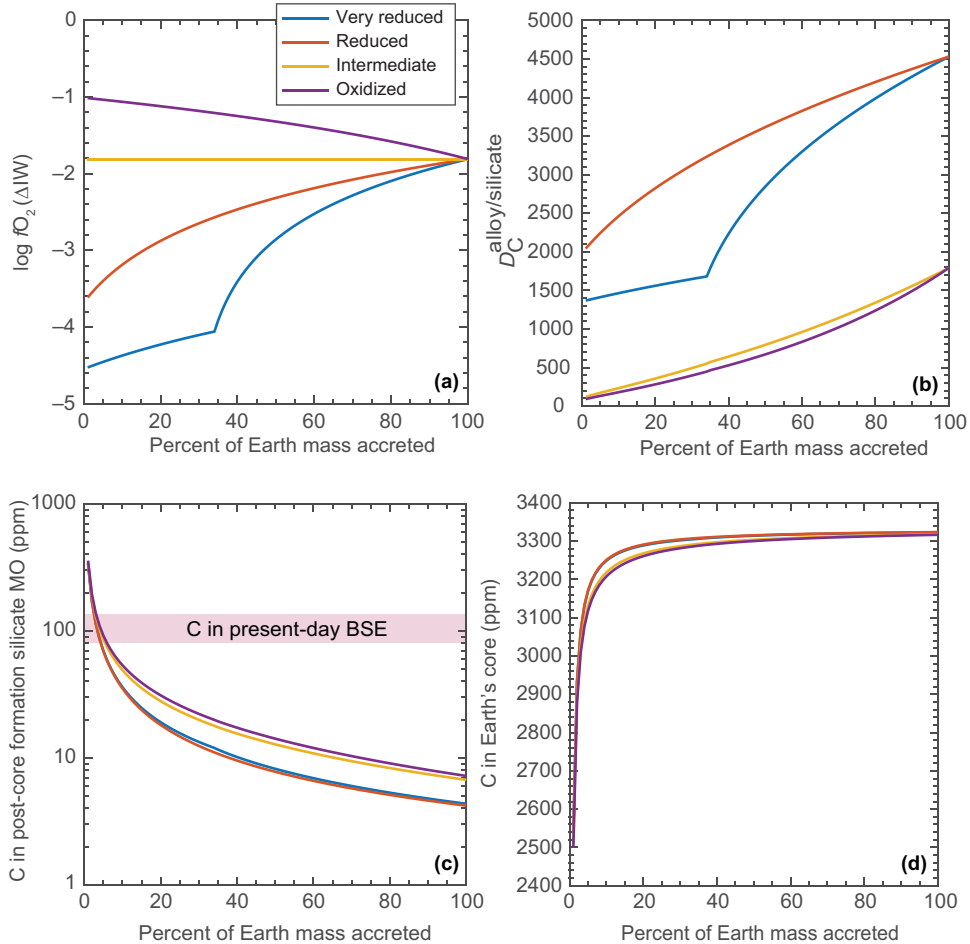 Very reduced
Reduced
Intermediate
Oxidized
0
–1
–2
–3
–4
–5
log fO2 (ΔIW)
0 20 40 60 80 100
Percent of Earth mass accreted
(a)
5000
4500
4000
3500
3000
2500
2000
1500
1000
500
0
D_C^alloy/silicate
0 20 40 60 80 100
Percent of Earth mass accreted
(b)
1000
100
10
1
C in post-core formation silicate MO (ppm)
C in present-day BSE
0 20 40 60 80 100
Percent of Earth mass accreted
(c)
3400
3300
3200
3100
3000
2900
2800
2700
2600
2500
2400
C in Earth's core (ppm)
0 20 40 60 80 100
Percent of Earth mass accreted
(d)